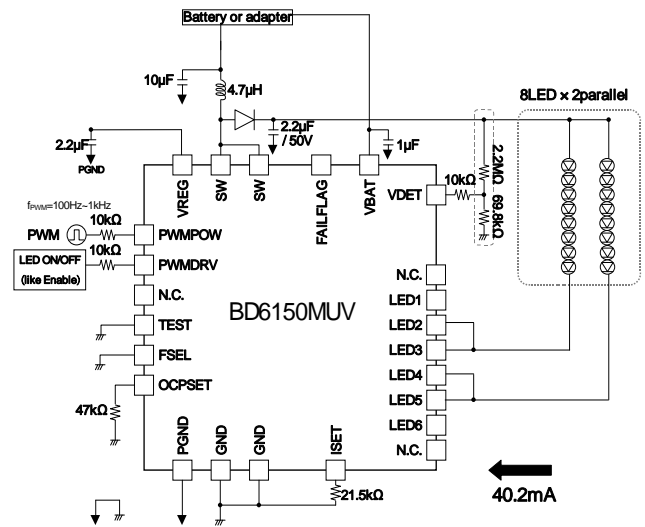 Battery or adapter
10µF
4.7µH
8LED × 2parallel
2.2µF
/ 50V
2.2µF
PGND
1µF
2.2MΩ
69.8kΩ
10kΩ
VREG
SW
SW
FAILFLAG
VBAT
VDET
fPWM=100Hz~1kHz
10kΩ
PWM
PWMPOW
10kΩ
LED ON/OFF
(like Enable)
PWMDRV
N.C.
TEST
FSEL
OCPSET
47kΩ
BD6150MUV
N.C.
LED1
LED2
LED3
LED4
LED5
LED6
N.C.
PGND
GND
GND
ISET
21.5kΩ
40.2mA